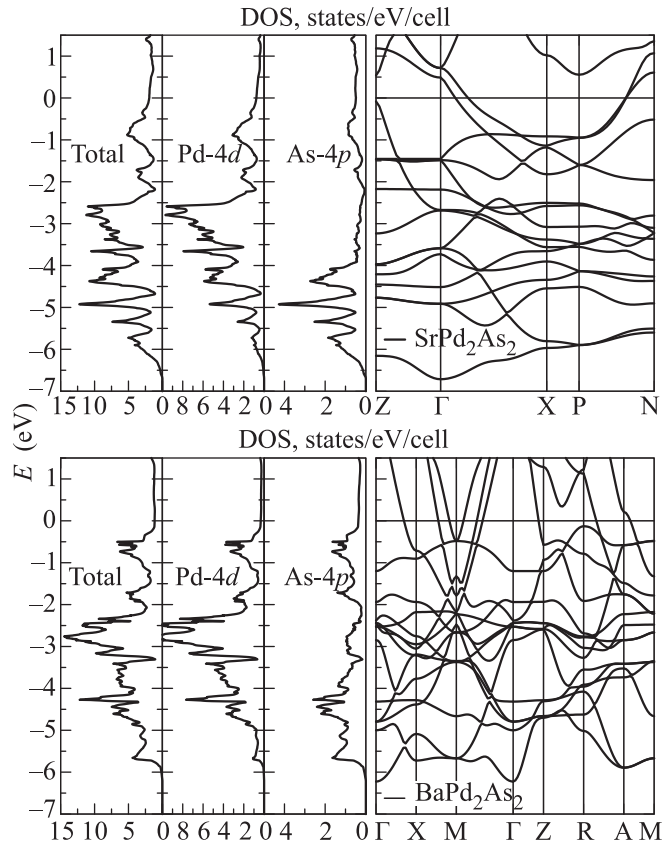 DOS, states/eV/cell
1
0
−1
−2
−3
−4
−5
−6
−7
Total
Pd-4d
As-4p
SrPd₂As₂
15 10 5 0 8 6 4 2 0 4 2 0 Z Γ X P N
E (eV)
DOS, states/eV/cell
1
0
−1
−2
−3
−4
−5
−6
−7
Total
Pd-4d
As-4p
BaPd₂As₂
15 10 5 0 8 6 4 2 0 4 2 0 Γ X M Γ Z R A M